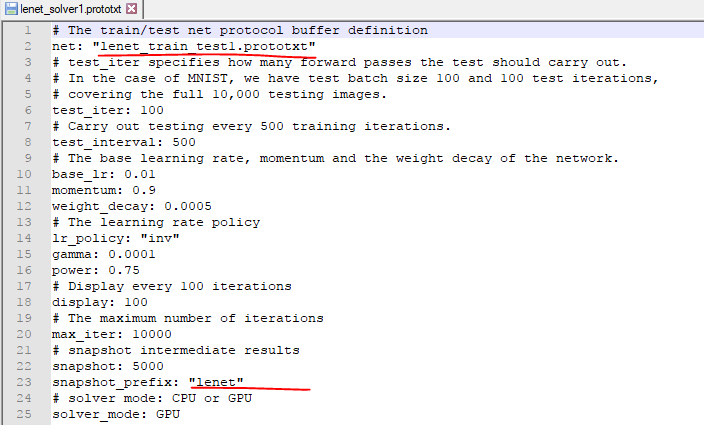 lenet_solver1.prototxt
1 # The train/test net protocol buffer definition
2 net: "lenet_train_test1.prototxt"
3 # test_iter specifies how many forward passes the test should carry out.
4 # In the case of MNIST, we have test batch size 100 and 100 test iterations,
5 # covering the full 10,000 testing images.
6 test_iter: 100
7 # Carry out testing every 500 training iterations.
8 test_interval: 500
9 # The base learning rate, momentum and the weight decay of the network.
10 base_lr: 0.01
11 momentum: 0.9
12 weight_decay: 0.0005
13 # The learning rate policy
14 lr_policy: "inv"
15 gamma: 0.0001
16 power: 0.75
17 # Display every 100 iterations
18 display: 100
19 # The maximum number of iterations
20 max_iter: 10000
21 # snapshot intermediate results
22 snapshot: 5000
23 snapshot_prefix: "lenet"
24 # solver mode: CPU or GPU
25 solver_mode: GPU